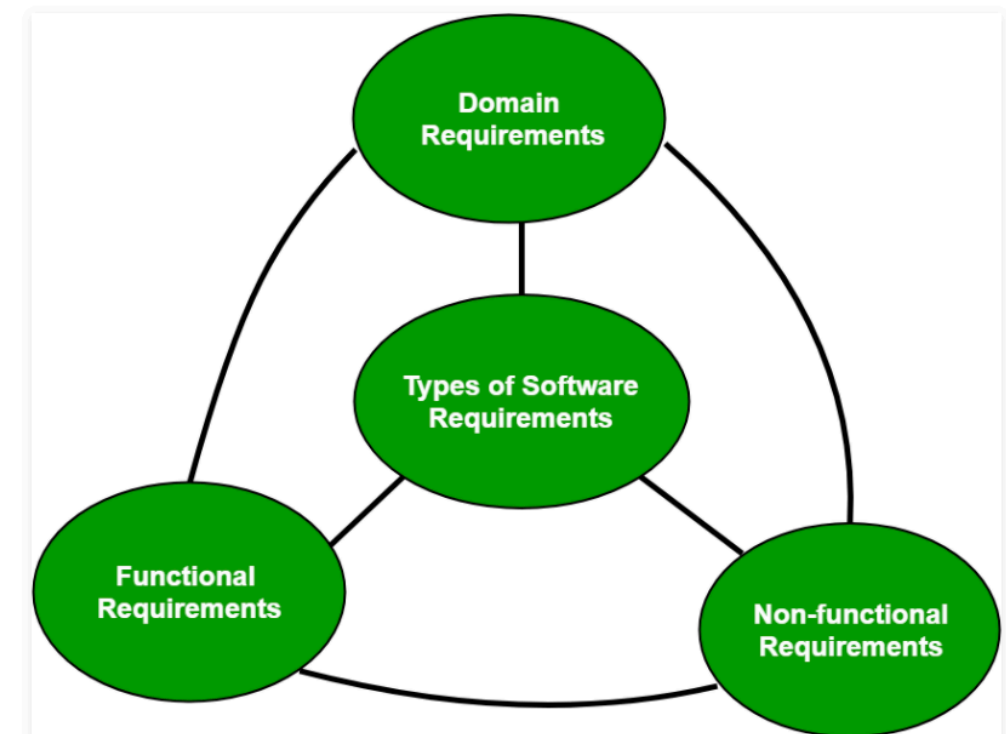 Domain
Requirements
Types of Software
Requirements
Functional
Requirements
Non-functional
Requirements